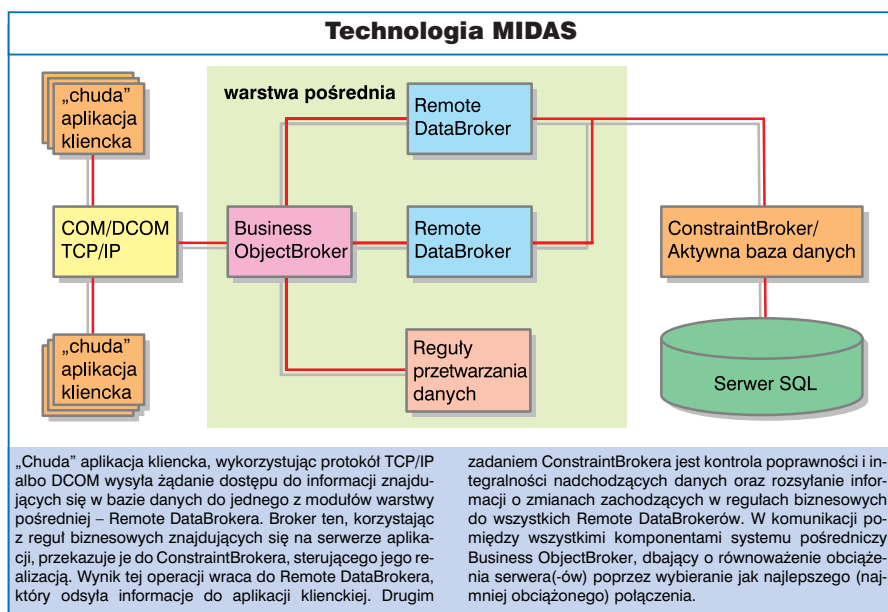 Technologia MIDAS
„chuda”
aplikacja
kliencka
warstwa pośrednia
Remote
DataBroker
COM/DCOM
TCP/IP
Business
ObjectBroker
Remote
DataBroker
ConstraintBroker/
Aktywna baza danych
„chuda”
aplikacja
kliencka
Reguły
przetwarzania
danych
Serwer SQL
„Chuda” aplikacja kliencka, wykorzystując protokół TCP/IP
albo DCOM wysyła żądanie dostępu do informacji znajdu-
jących się w bazie danych do jednego z modułów warstwy
pośredniej – Remote DataBrokera. Broker ten, korzystając
z reguł biznesowych znajdujących się na serwerze aplika-
cji, przekazuje je do ConstraintBrokera, sterującego jego re-
alizacją. Wynik tej operacji wraca do Remote DataBrokera,
który odsyła informacje do aplikacji klienckiej. Drugim
zadaniem ConstraintBrokera jest kontrola poprawności i in-
tegralności nadchodzących danych oraz rozsyłanie infor-
macji o zmianach zachodzących w regułach biznesowych
do wszystkich Remote DataBrokerów. W komunikacji po-
między wszystkimi komponentami systemu pośredniczy
Business ObjectBroker, dbający o równoważenie obciąże-
nia serwera(-ów) poprzez wybieranie jak najlepszego (naj-
mniej obciążonego) połączenia.